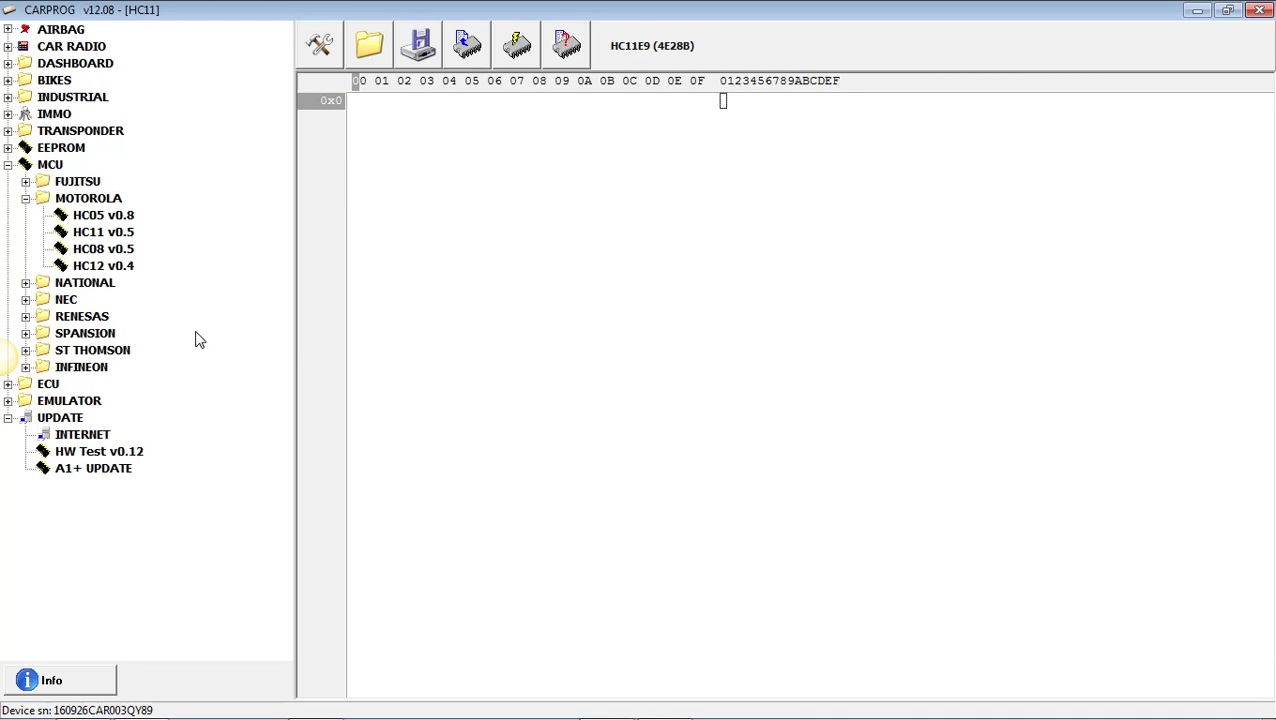 CARPROG v12.08 - [HC11]
AIRBAG
CAR RADIO
DASHBOARD
BIKES
INDUSTRIAL
IMMO
TRANSPONDER
EEPROM
MCU
FUJITSU
MOTOROLA
HC05 v0.8
HC11 v0.5
HC08 v0.5
HC12 v0.4
NATIONAL
NEC
RENESAS
SPANSION
ST THOMSON
INFINEON
ECU
EMULATOR
UPDATE
INTERNET
HW Test v0.12
A1+ UPDATE
Info
Device sn: 160926CAR003QY89
HC11E9 (4E28B)
00 01 02 03 04 05 06 07 08 09 0A 0B 0C 0D 0E 0F 0123456789ABCDEF
0x0